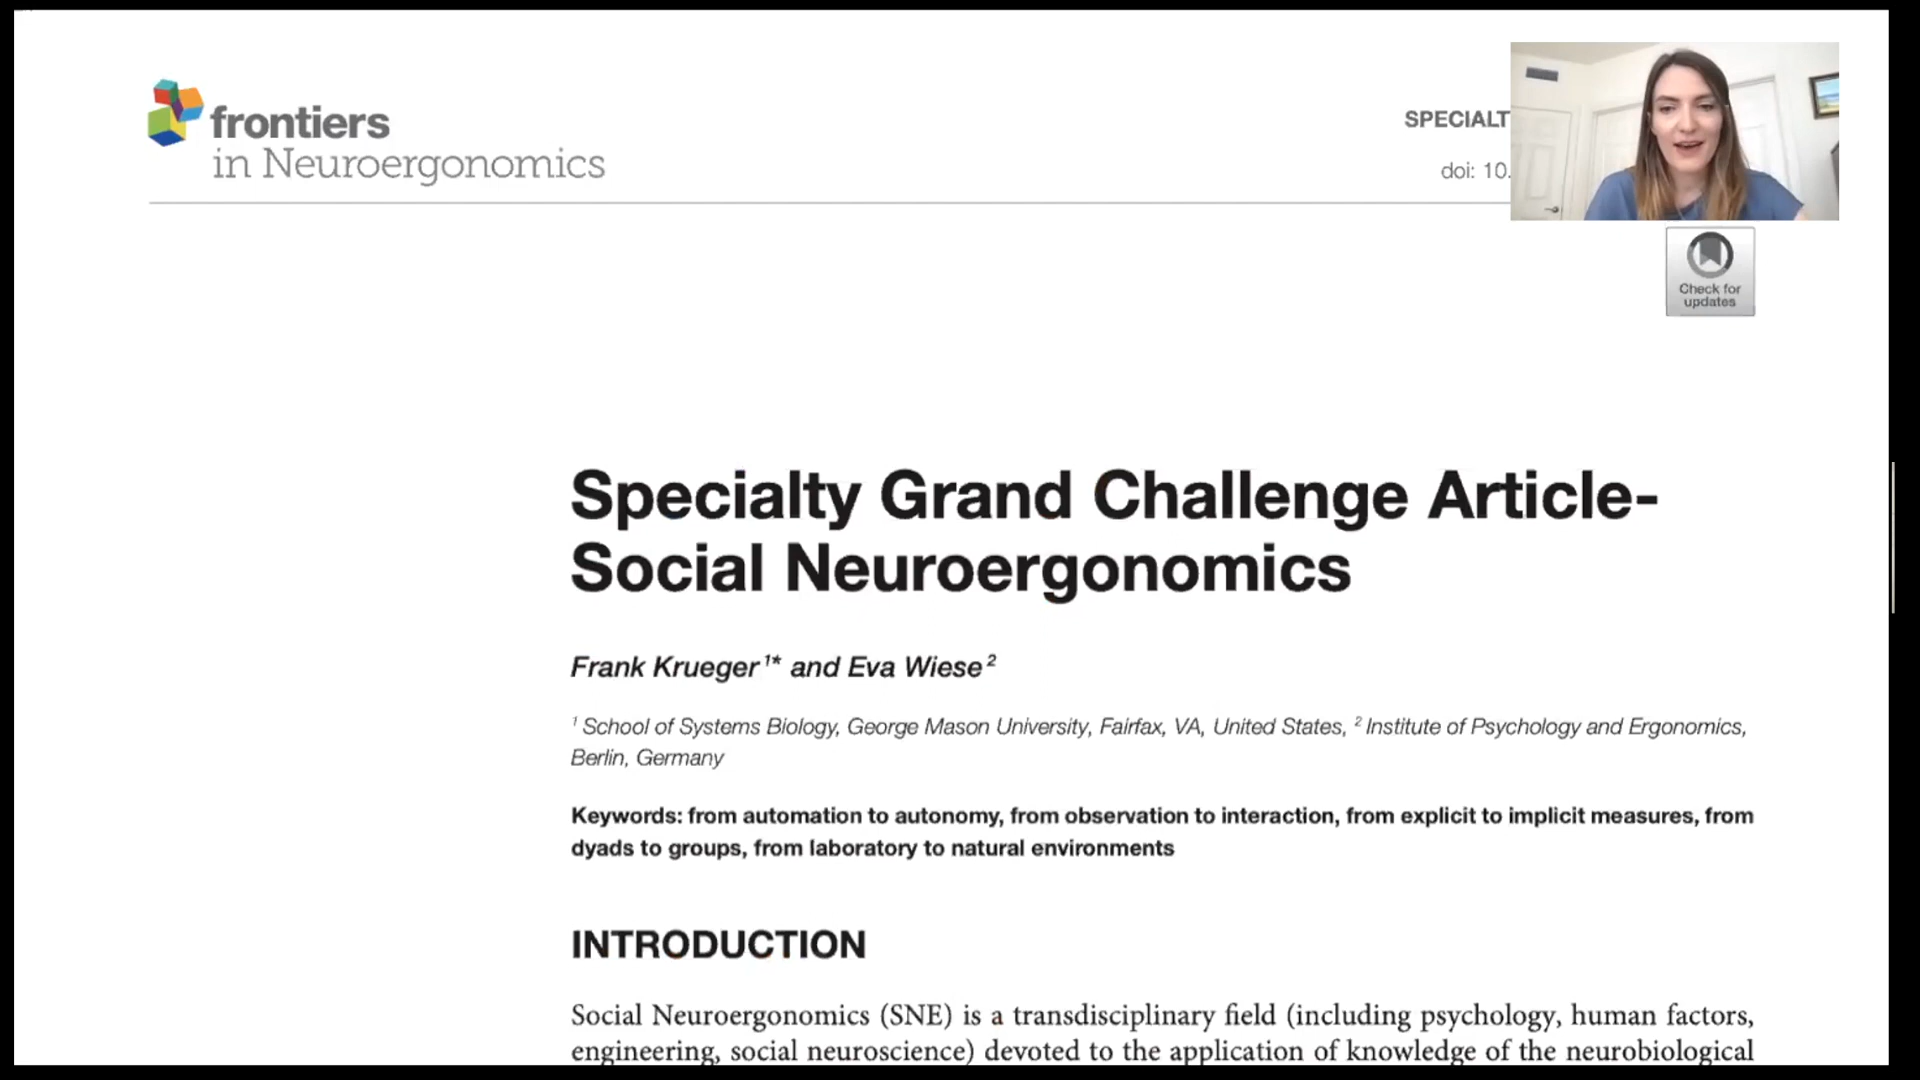 frontiers
in Neuroergonomics
SPECIALT
doi: 10.
Check for
updates
Specialty Grand Challenge Article-
Social Neuroergonomics
Frank Krueger 1* and Eva Wiese 2
1 School of Systems Biology, George Mason University, Fairfax, VA, United States, 2 Institute of Psychology and Ergonomics,
Berlin, Germany
Keywords: from automation to autonomy, from observation to interaction, from explicit to implicit measures, from
dyads to groups, from laboratory to natural environments
INTRODUCTION
Social Neuroergonomics (SNE) is a transdisciplinary field (including psychology, human factors,
engineering, social neuroscience) devoted to the application of knowledge of the neurobiological